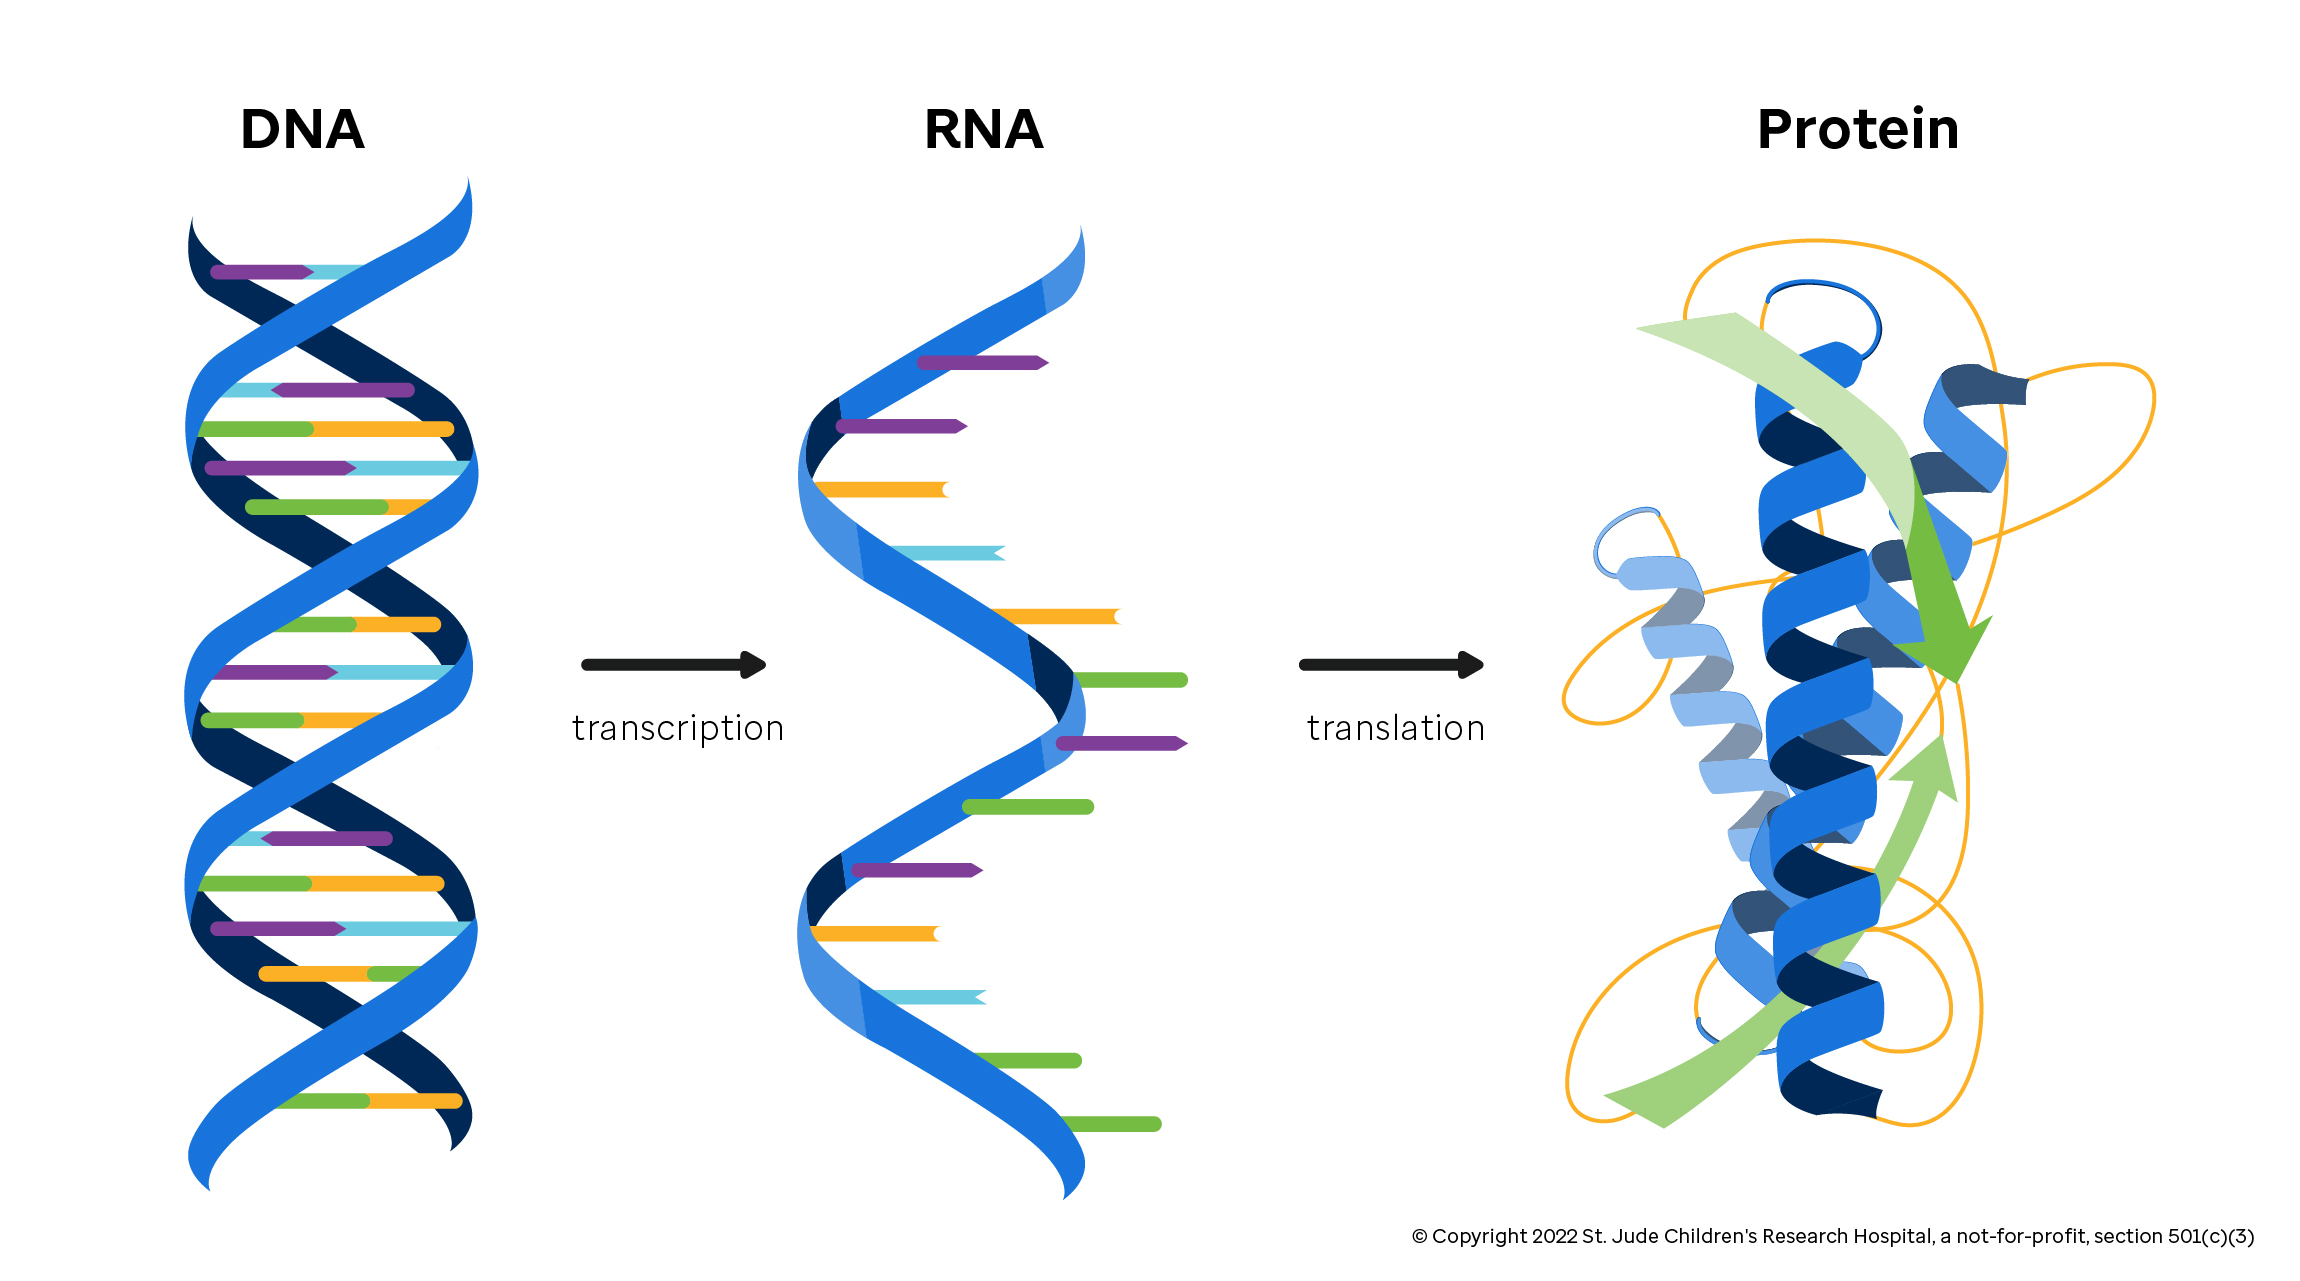 DNA
RNA
Protein
transcription
translation
© Copyright 2022 St. Jude Children's Research Hospital, a not-for-profit, section 501(c)(3)